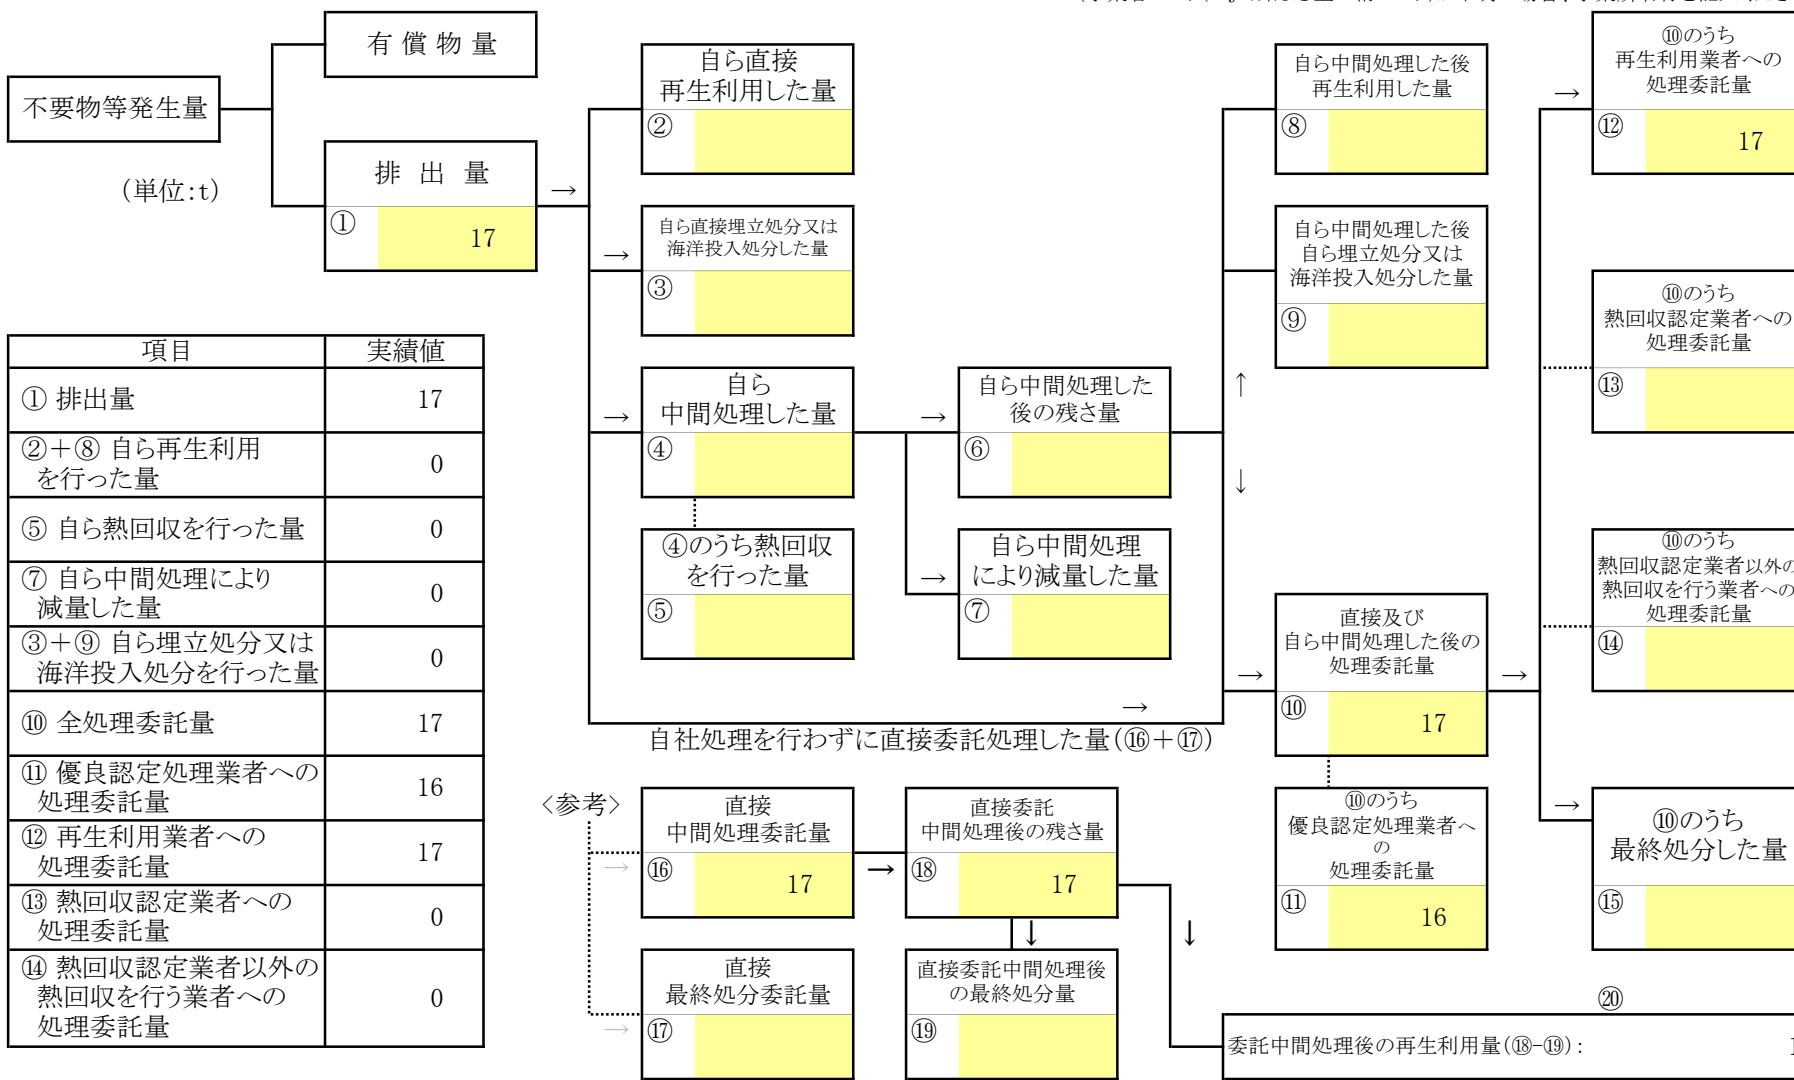 有 償 物 量
不要物等発生量
(単位:t)
排 出 量
①
17
→
自ら直接
再生利用した量
②
→
自ら直接埋立処分又は
海洋投入処分した量
③
→
自ら
中間処理した量
④
④のうち熱回収
を行った量
⑤
→
自ら中間処理した
後の残さ量
⑥
→
自ら中間処理
により減量した量
⑦
自ら中間処理した後
再生利用した量
⑧
自ら中間処理した後
自ら埋立処分又は
海洋投入処分した量
⑨
↑
↓
→
自社処理を行わずに直接委託処理した量(⑯+⑰)
→
直接及び
自ら中間処理した後の
処理委託量
⑩
17
⑩のうち
優良認定処理業者へ
の
処理委託量
⑪
16
→
→
⑩のうち
再生利用業者への
処理委託量
⑫
17
⑩のうち
熱回収認定業者への
処理委託量
⑬
⑩のうち
熱回収認定業者以外の
熱回収を行う業者への
処理委託量
⑭
→
⑩のうち
最終処分した量
⑮
項目 実績値
① 排出量 17
②+⑧ 自ら再生利用
を行った量 0
⑤ 自ら熱回収を行った量 0
⑦ 自ら中間処理により
減量した量 0
③+⑨ 自ら埋立処分又は
海洋投入処分を行った量 0
⑩ 全処理委託量 17
⑪ 優良認定処理業者への
処理委託量 16
⑫ 再生利用業者への
処理委託量 17
⑬ 熱回収認定業者への
処理委託量 0
⑭ 熱回収認定業者以外の
熱回収を行う業者への
処理委託量 0
<参考>
→
直接
中間処理委託量
⑯
17
→
直接委託
中間処理後の残さ量
⑱
17
↓
↓
→
直接
最終処分委託量
⑰
直接委託中間処理後
の最終処分量
⑲
⑳
委託中間処理後の再生利用量(⑱-⑲):